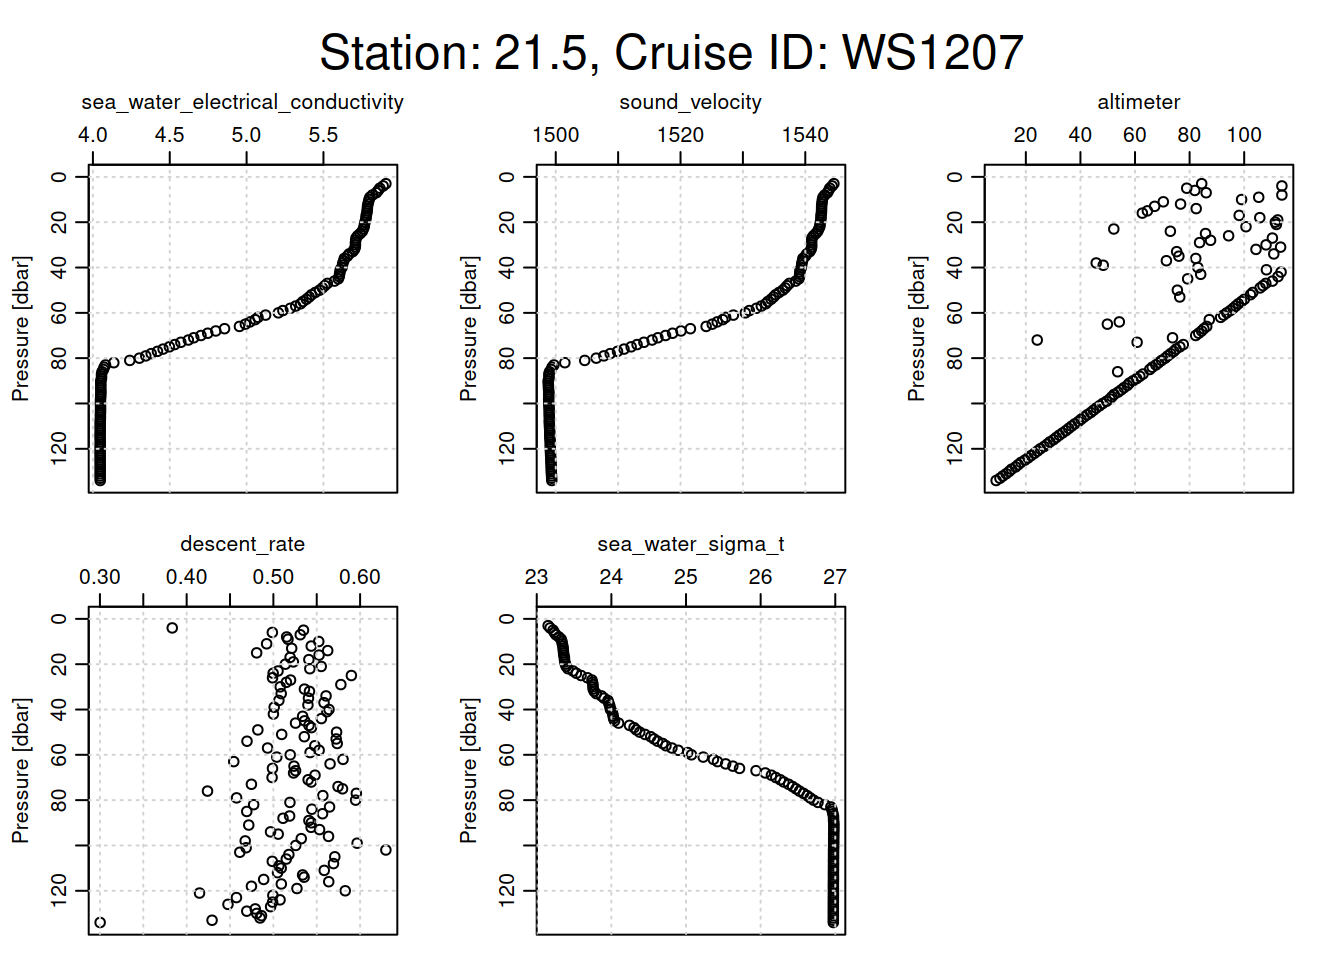 Station: 21.5, Cruise ID: WS1207
sea_water_electrical_conductivity
4.0 4.5 5.0 5.5
0 20 40 60 80 120
Pressure [dbar]
sound_velocity
1500 1520 1540
0 20 40 60 80 120
Pressure [dbar]
altimeter
20 40 60 80 100
0 20 40 60 80 120
Pressure [dbar]
descent_rate
0.30 0.40 0.50 0.60
0 20 40 60 80 120
Pressure [dbar]
sea_water_sigma_t
23 24 25 26 27
0 20 40 60 80 120
Pressure [dbar]